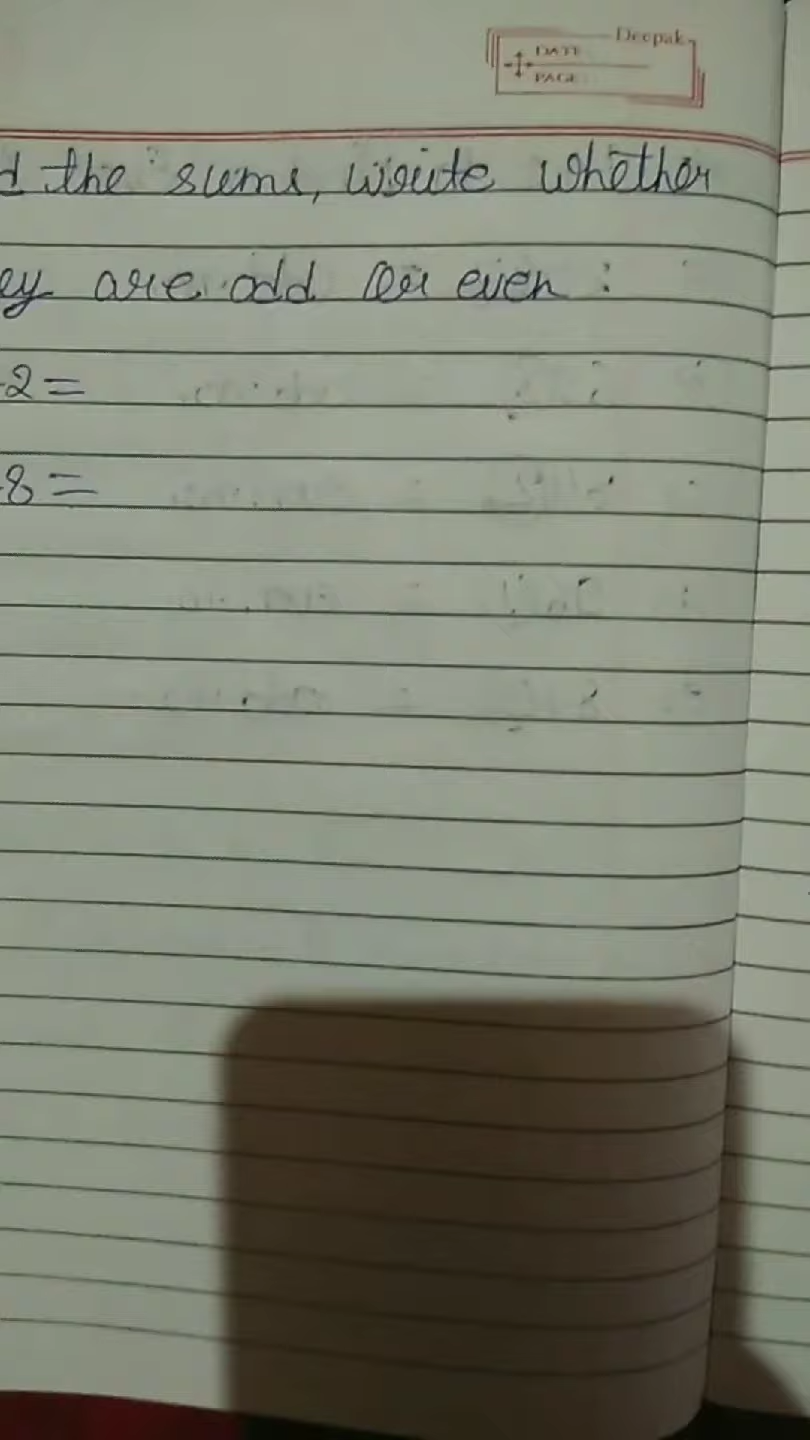 Deepak
DATE
PAGE
d the sums, write whether
ey are odd or even :
2 =
8 =